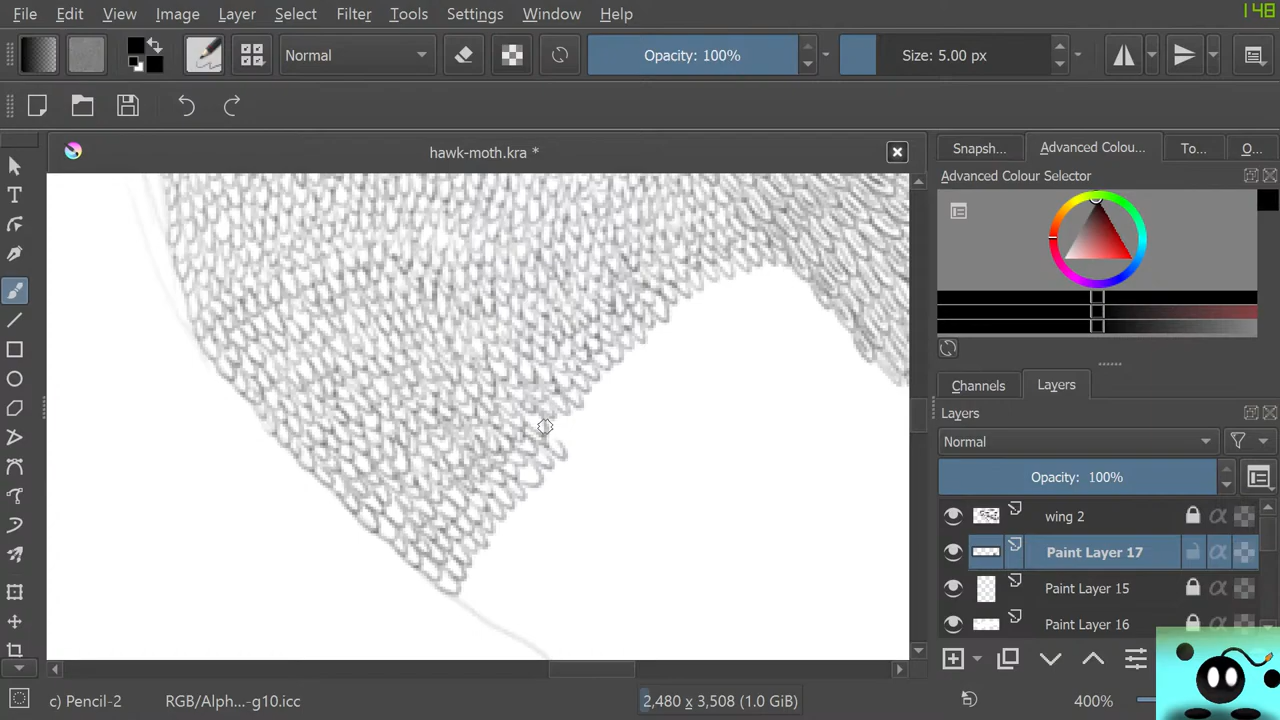 File Edit View Image Layer Select Filter Tools Settings Window Help
148
Normal
Opacity: 100%
Size: 5.00 px
hawk-moth.kra *
Snapsh...
Advanced Colou...
To...
O...
Advanced Colour Selector
Channels
Layers
Layers
Normal
Opacity: 100%
wing 2
Paint Layer 17
Paint Layer 15
Paint Layer 16
c) Pencil-2
RGB/Alph...-g10.icc
2,480 x 3,508 (1.0 GiB)
400%